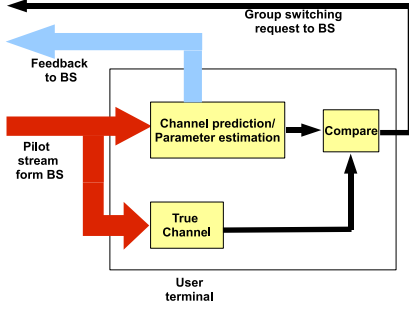 Group switching
request to BS
Feedback
to BS
Channel prediction/
Parameter estimation
Compare
Pilot
stream
form BS
True
Channel
User
terminal